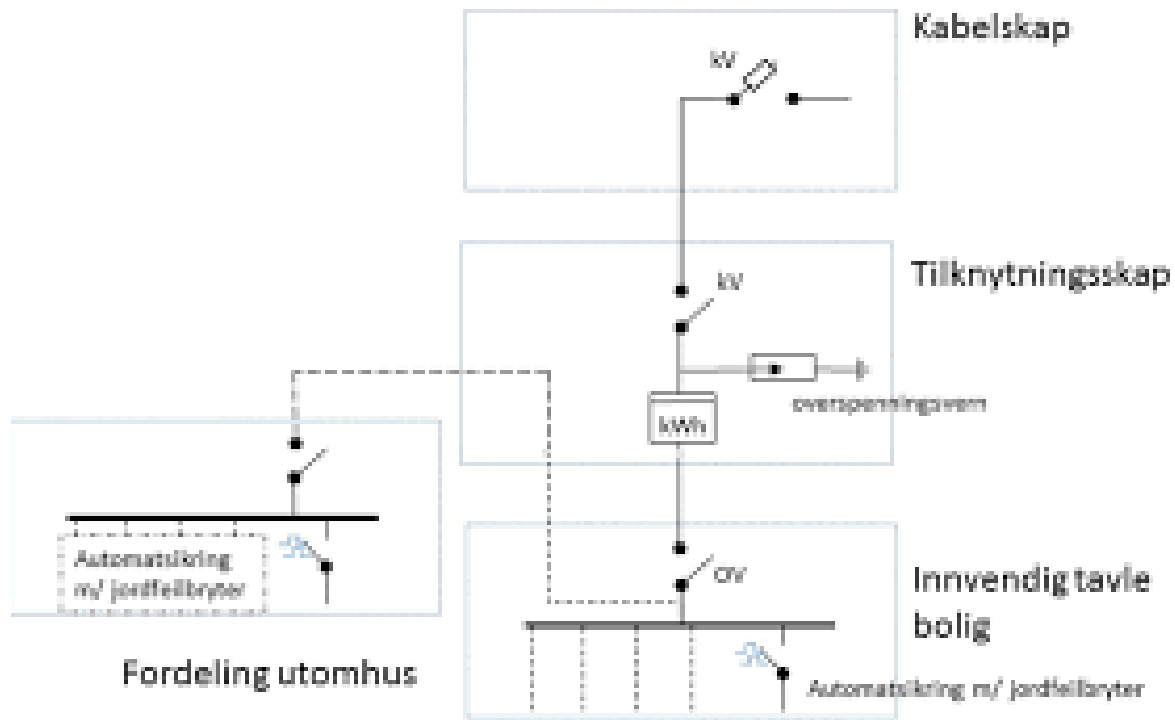 Kabelskap
kV
Tilknytningsskap
kV
overspenningsvern
kWh
Automatsikring
m/ jordfeilbryter
OV
Innvendig tavle
bolig
Fordeling utomhus
Automatsikring m/ jordfeilbryter